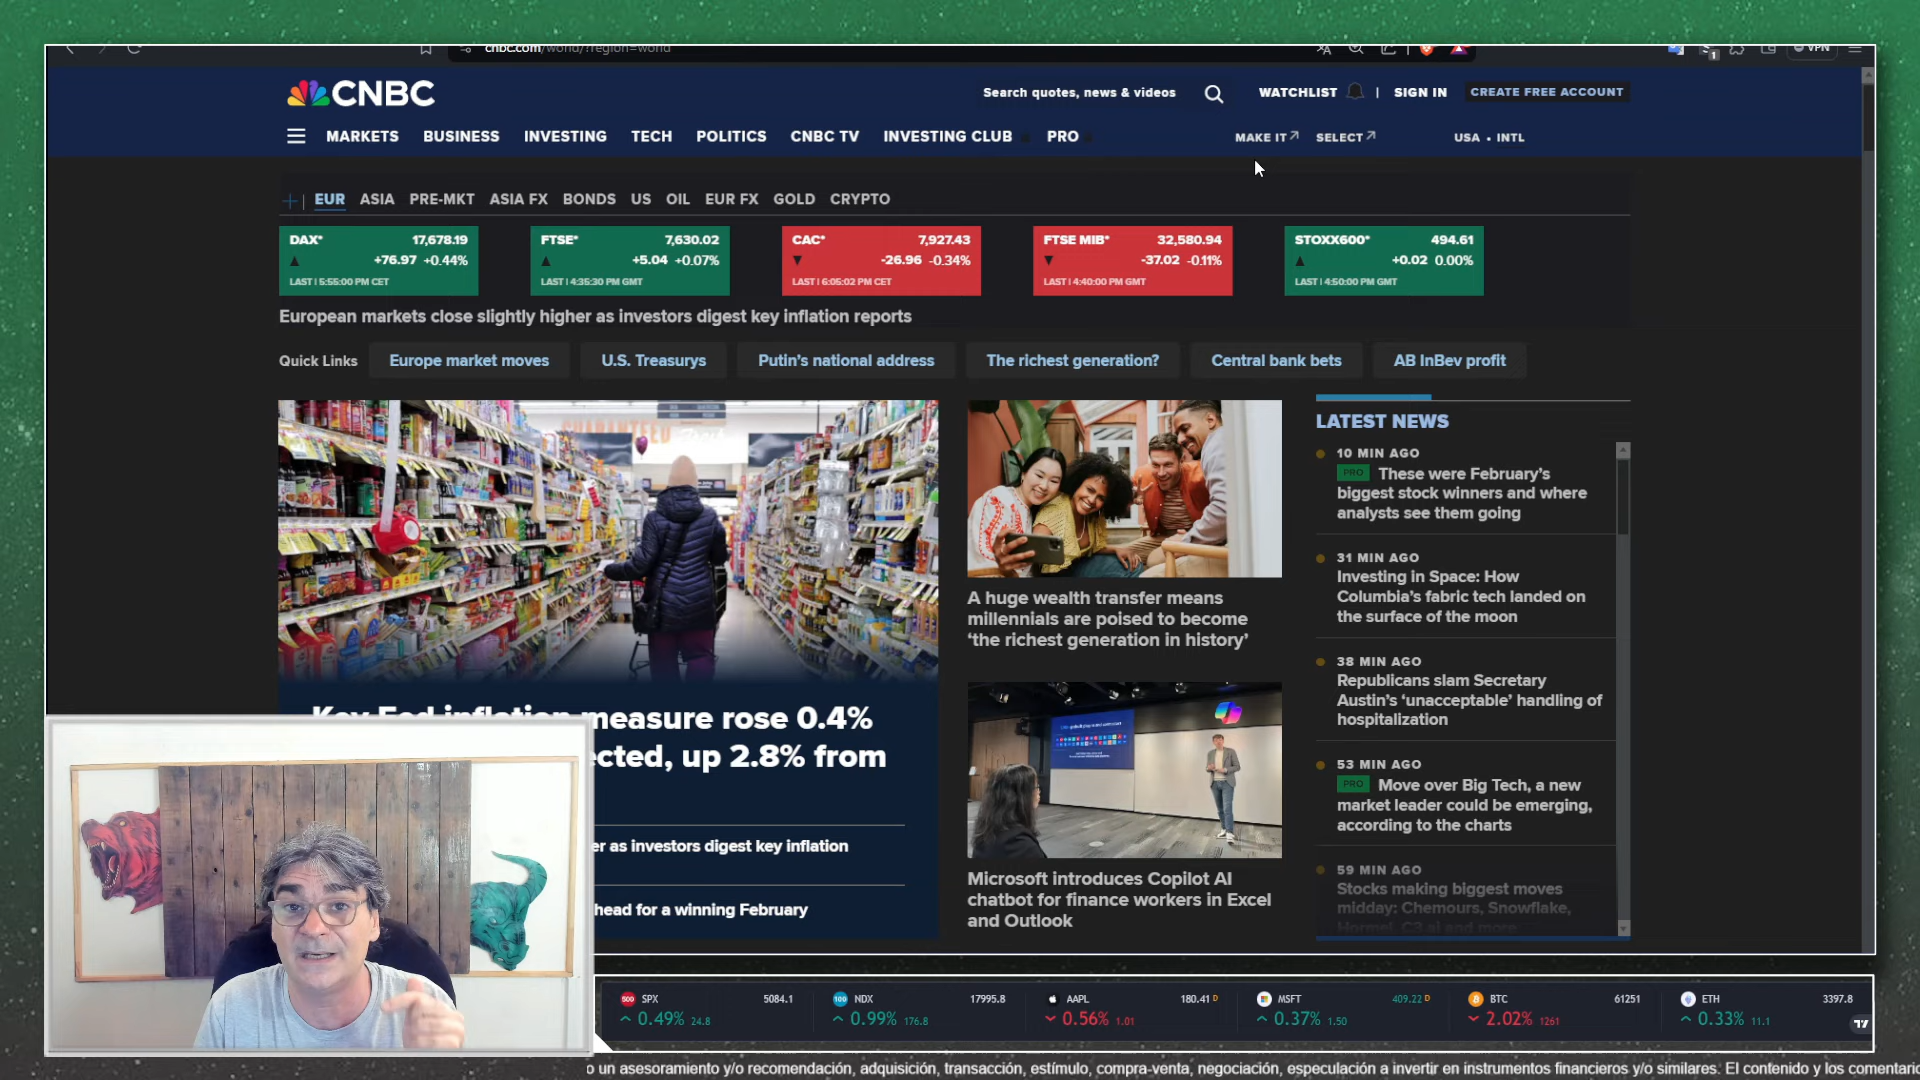 cnbc.com/world/?region=world
VPN
CNBC
Search quotes, news & videos
WATCHLIST | SIGN IN CREATE FREE ACCOUNT
MARKETS BUSINESS INVESTING TECH POLITICS CNBC TV INVESTING CLUB PRO
MAKE IT SELECT USA • INTL
EUR ASIA PRE-MKT ASIA FX BONDS US OIL EUR FX GOLD CRYPTO
DAX* 17,678.19
+76.97 +0.44%
LAST | 5:55:00 PM CET
FTSE* 7,630.02
+5.04 +0.07%
LAST | 4:35:30 PM GMT
CAC* 7,927.43
-26.96 -0.34%
LAST | 6:05:02 PM CET
FTSE MIB* 32,580.94
-37.02 -0.11%
LAST | 4:40:00 PM GMT
STOXX600* 494.61
+0.02 0.00%
LAST | 4:50:00 PM GMT
European markets close slightly higher as investors digest key inflation reports
Quick Links Europe market moves U.S. Treasurys Putin's national address The richest generation? Central bank bets AB InBev profit
measure rose 0.4%
ected, up 2.8% from
er as investors digest key inflation
head for a winning February
A huge wealth transfer means
millennials are poised to become
‘the richest generation in history’
Microsoft introduces Copilot AI
chatbot for finance workers in Excel
and Outlook
LATEST NEWS
10 MIN AGO
PRO These were February’s
biggest stock winners and where
analysts see them going
31 MIN AGO
Investing in Space: How
Columbia’s fabric tech landed on
the surface of the moon
38 MIN AGO
Republicans slam Secretary
Austin’s ‘unacceptable’ handling of
hospitalization
53 MIN AGO
PRO Move over Big Tech, a new
market leader could be emerging,
according to the charts
59 MIN AGO
Stocks making biggest moves
midday: Chemours, Snowflake,
Hormel, C3.ai and more
500 SPX 5084.1
0.49% 24.8
100 NDX 17995.8
0.99% 176.8
AAPL 180.41 D
0.56% 1.01
MSFT 409.22 D
0.37% 1.50
BTC 61251
2.02% 1261
ETH 3397.8
0.33% 11.1
o un asesoramiento y/o recomendación, adquisición, transacción, estímulo, compra-venta, negociación, especulación a invertir en instrumentos financieros y/o similares. El contenido y los comentario